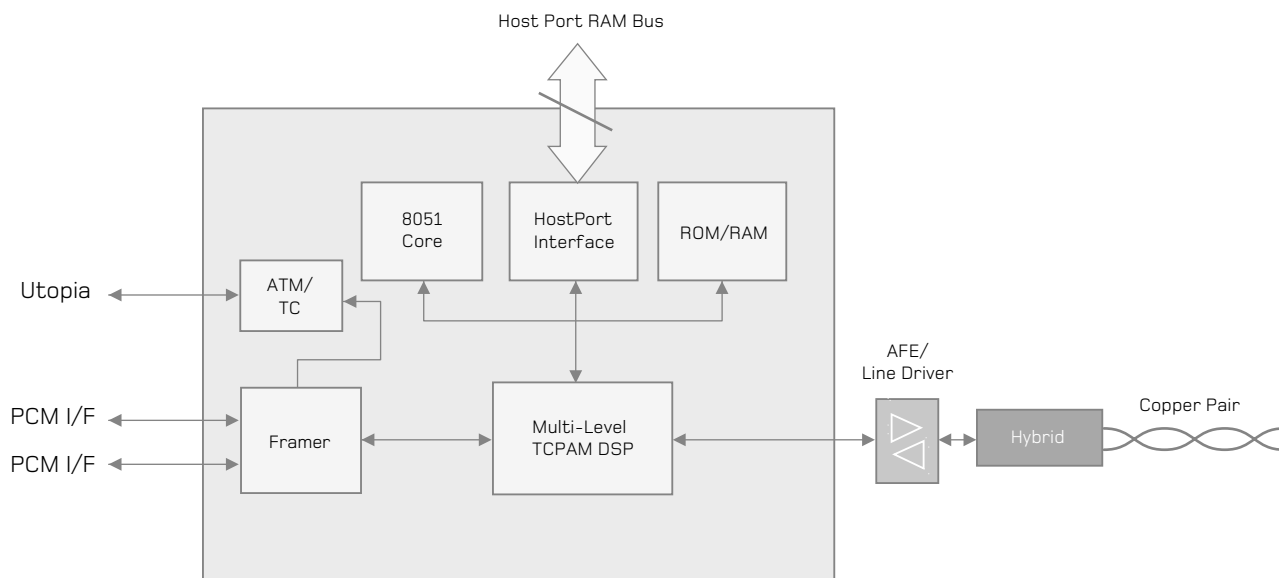 Host Port RAM Bus
8051
Core
HostPort
Interface
ROM/RAM
Utopia
ATM/
TC
AFE/
Line Driver
PCM I/F
PCM I/F
Framer
Multi-Level
TCPAM DSP
Hybrid
Copper Pair